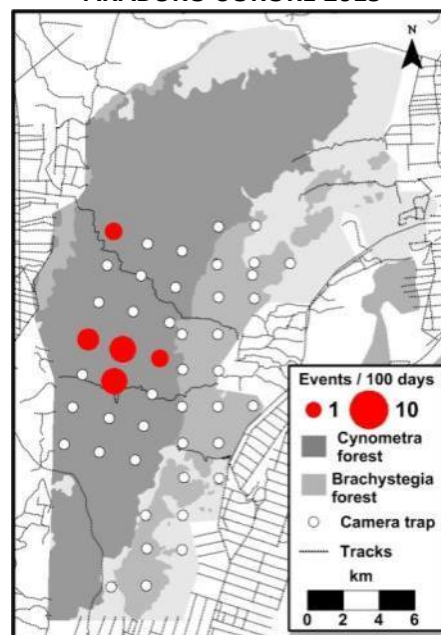 N
Events / 100 days
1 10
Cynometra
forest
Brachystegia
forest
Camera trap
Tracks
km
0 2 4 6